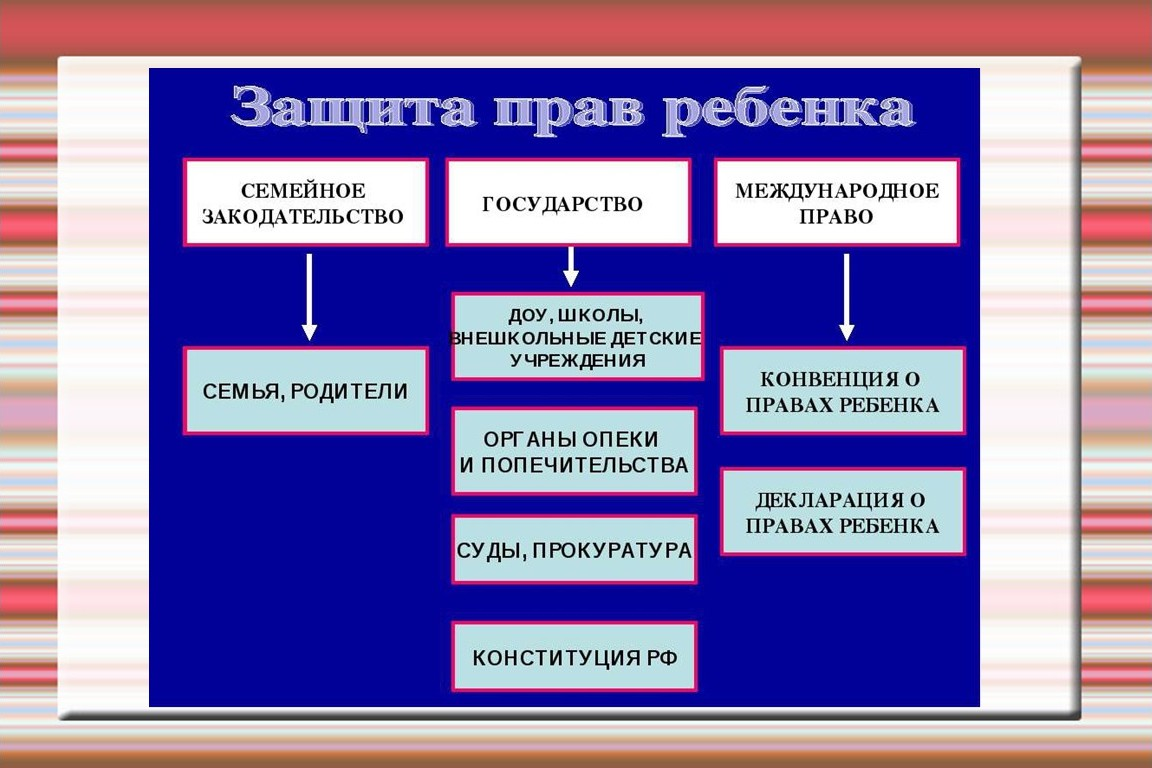 Защита прав ребенка
СЕМЕЙНОЕ
ЗАКОДАТЕЛЬСТВО
ГОСУДАРСТВО
МЕЖДУНАРОДНОЕ
ПРАВО
СЕМЬЯ, РОДИТЕЛИ
ДОУ, ШКОЛЫ,
ВНЕШКОЛЬНЫЕ ДЕТСКИЕ
УЧРЕЖДЕНИЯ
ОРГАНЫ ОПЕКИ
И ПОПЕЧИТЕЛЬСТВА
СУДЫ, ПРОКУРАТУРА
КОНСТИТУЦИЯ РФ
КОНВЕНЦИЯ О
ПРАВАХ РЕБЕНКА
ДЕКЛАРАЦИЯ О
ПРАВАХ РЕБЕНКА